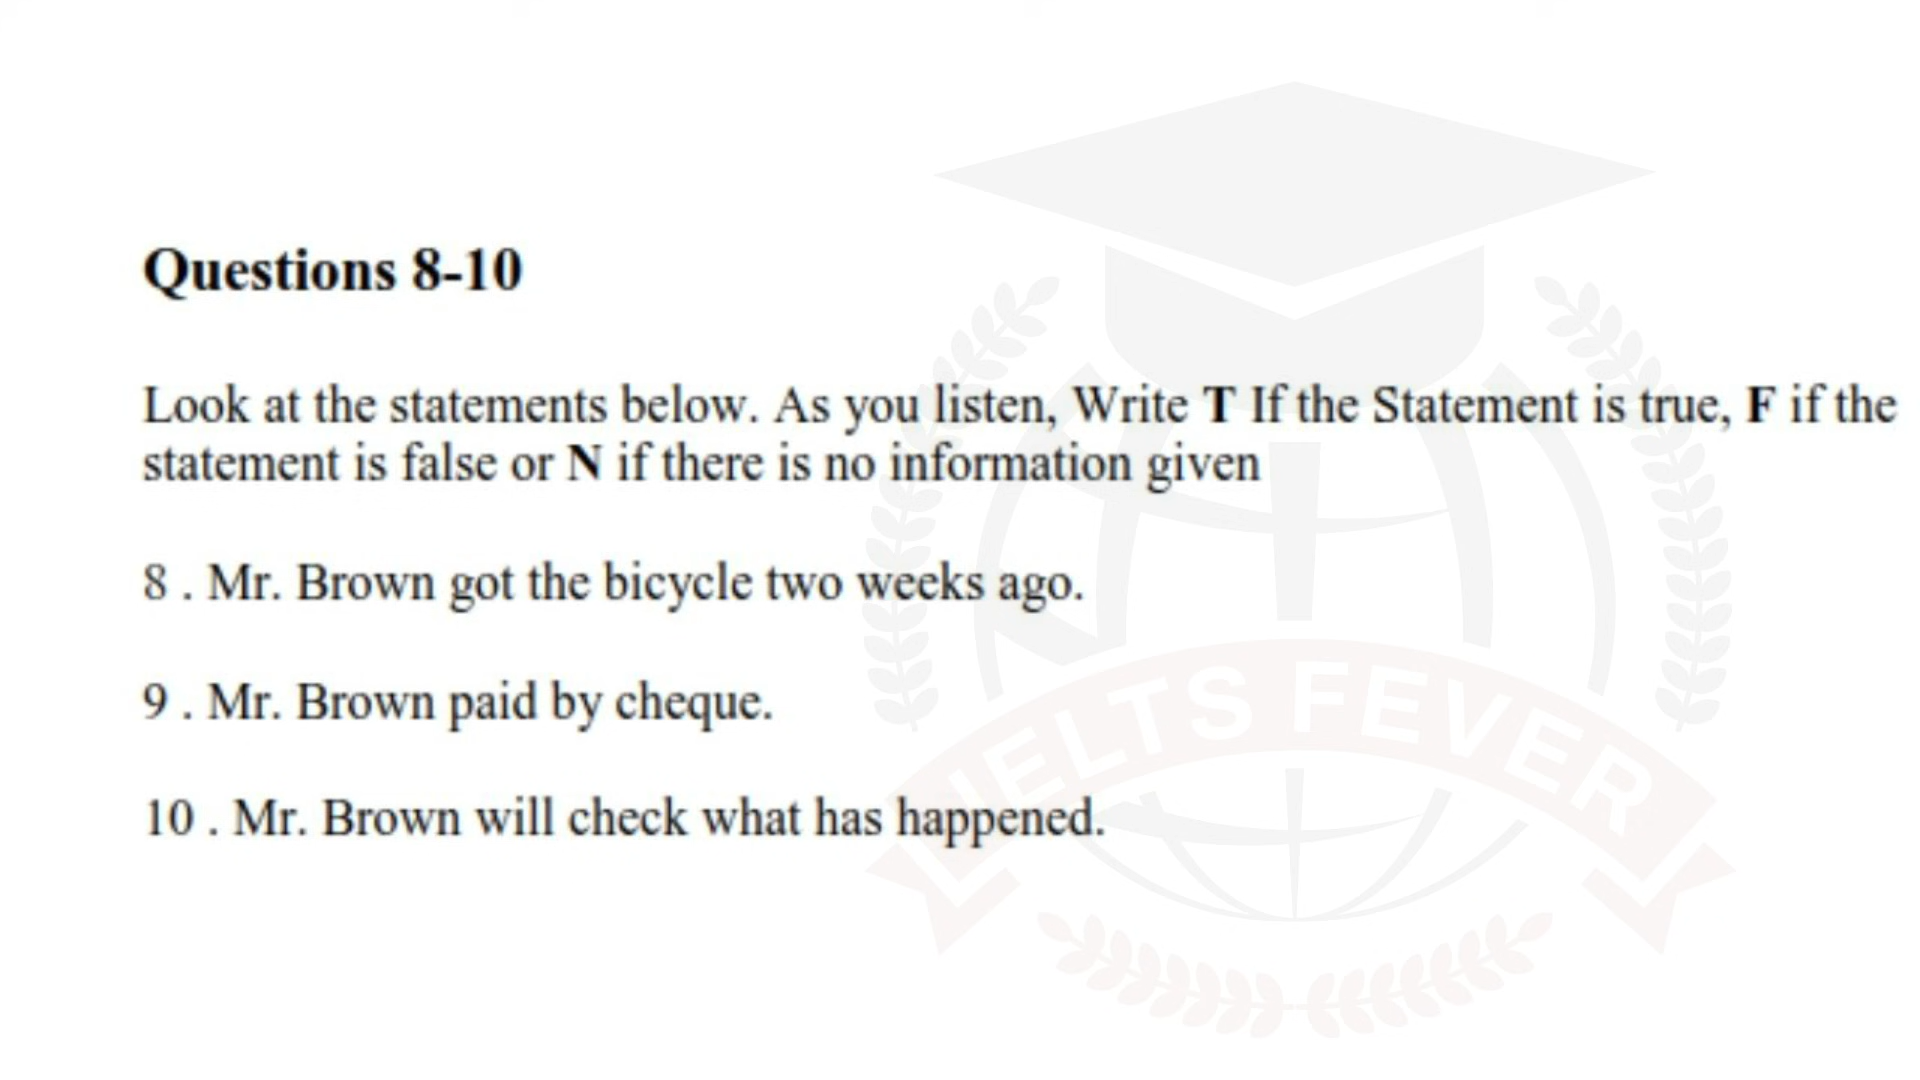 Questions 8-10
Look at the statements below. As you listen, Write T If the Statement is true, F if the
statement is false or N if there is no information given
8 . Mr. Brown got the bicycle two weeks ago.
9 . Mr. Brown paid by cheque.
10 . Mr. Brown will check what has happened.
IELTS FEVER